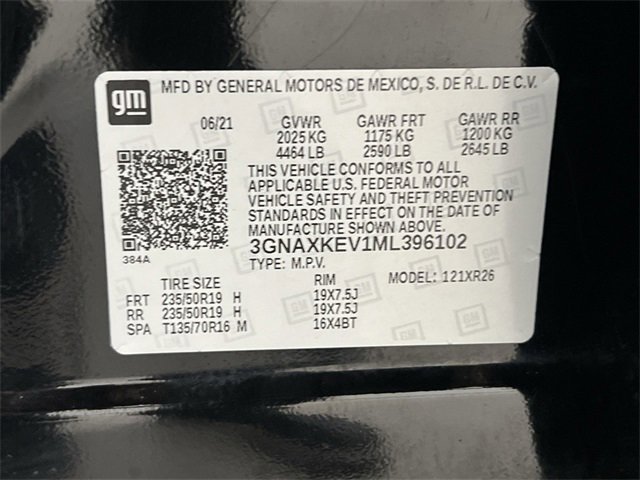 gm MFD BY GENERAL MOTORS DE MEXICO, S. DE R.L. DE C.V.
06/21 GVWR GAWR FRT GAWR RR
2025 KG 1175 KG 1200 KG
4464 LB 2590 LB 2645 LB
THIS VEHICLE CONFORMS TO ALL
APPLICABLE U.S. FEDERAL MOTOR
VEHICLE SAFETY AND THEFT PREVENTION
STANDARDS IN EFFECT ON THE DATE OF
MANUFACTURE SHOWN ABOVE.
384A
3GNAXKEV1ML396102
TYPE: M.P.V. MODEL: 121XR26
TIRE SIZE RIM
FRT 235/50R19 H 19X7.5J
RR 235/50R19 H 19X7.5J
SPA T135/70R16 M 16X4BT